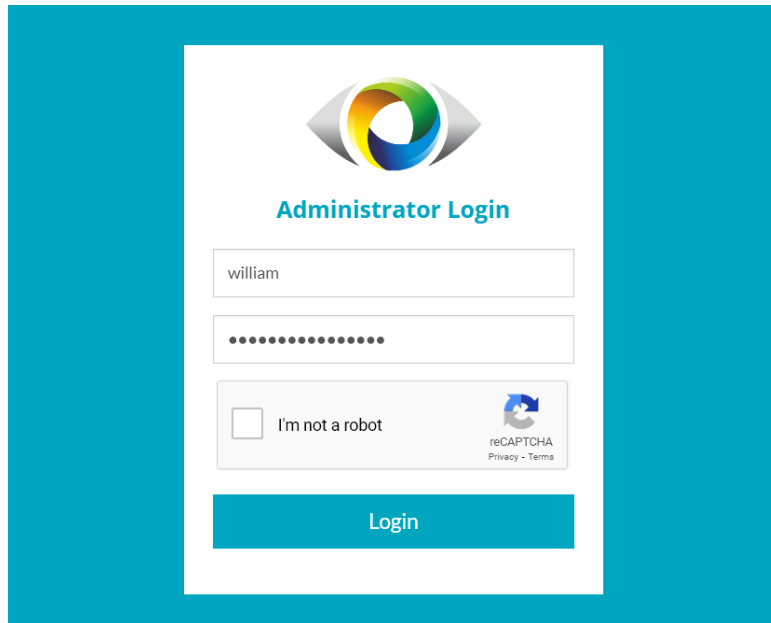 Administrator Login
william
••••••••••••••••
I'm not a robot
reCAPTCHA
Privacy - Terms
Login